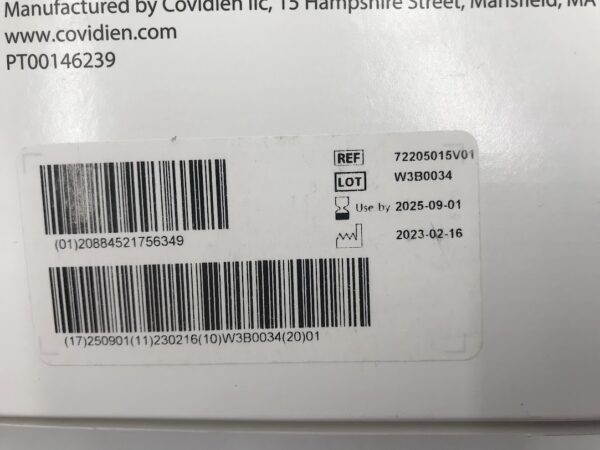 Manufactured by Covidien llc, 15 Hampshire Street, Mansfield, MA
www.covidien.com
PT00146239
REF 72205015V01
LOT W3B0034
Use by 2025-09-01
2023-02-16
(01)20884521756349
(17)250901(11)230216(10)W3B0034(20)01